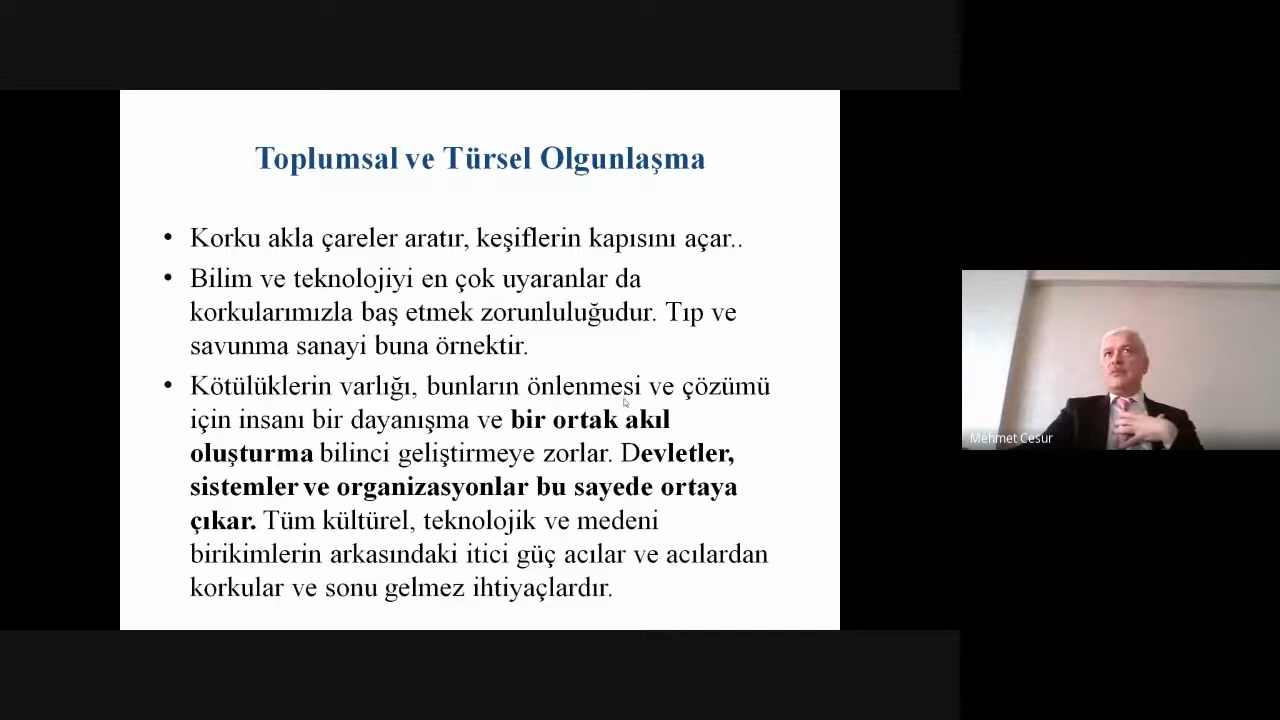 Toplumsal ve Türsel Olgunlaşma
• Korku akla çareler aratır, keşiflerin kapısını açar..
• Bilim ve teknolojiyi en çok uyaranlar da
korkularımızla baş etmek zorunluluğudur. Tıp ve
savunma sanayi buna örnektir.
• Kötülüklerin varlığı, bunların önlenmesi ve çözümü
için insanı bir dayanışma ve bir ortak akıl
oluşturma bilinci geliştirmeye zorlar. Devletler,
sistemler ve organizasyonlar bu sayede ortaya
çıkar. Tüm kültürel, teknolojik ve medeni
birikimlerin arkasındaki itici güç acılar ve acılardan
korkular ve sonu gelmez ihtiyaçlardır.
Mehmet Cesur